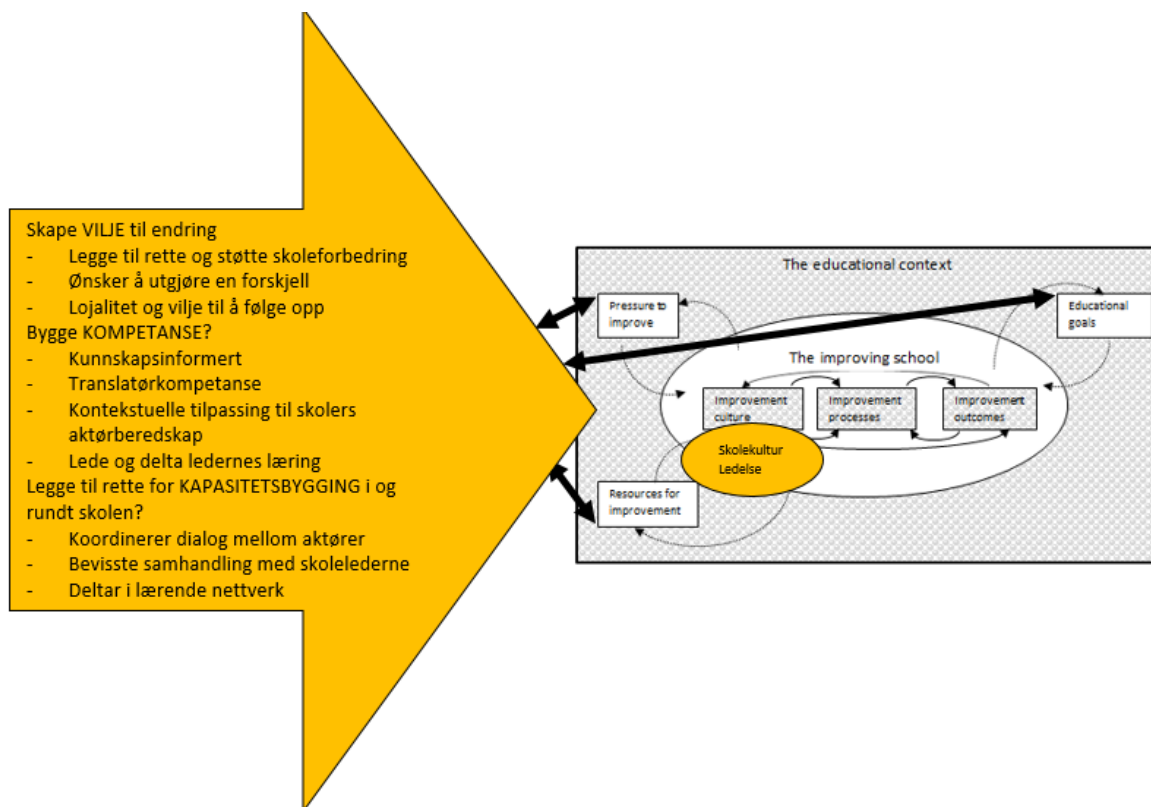 Skape VILJE til endring
- Legge til rette og støtte skoleforbedring
- Ønsker å utgjøre en forskjell
- Lojalitet og vilje til å følge opp
Bygge KOMPETANSE?
- Kunnskapsinformert
- Translatørkompetanse
- Kontekstuelle tilpassing til skolers
aktørberedskap
- Lede og delta ledernes læring
Legge til rette for KAPASITETSBYGGING i og
rundt skolen?
- Koordinerer dialog mellom aktører
- Bevisste samhandling med skolelederne
- Deltar i lærende nettverk
The educational context
Pressure to
improve
Educational
goals
The improving school
Improvement
culture
Improvement
processes
Improvement
outcomes
Skolekultur
Ledelse
Resources for
improvement